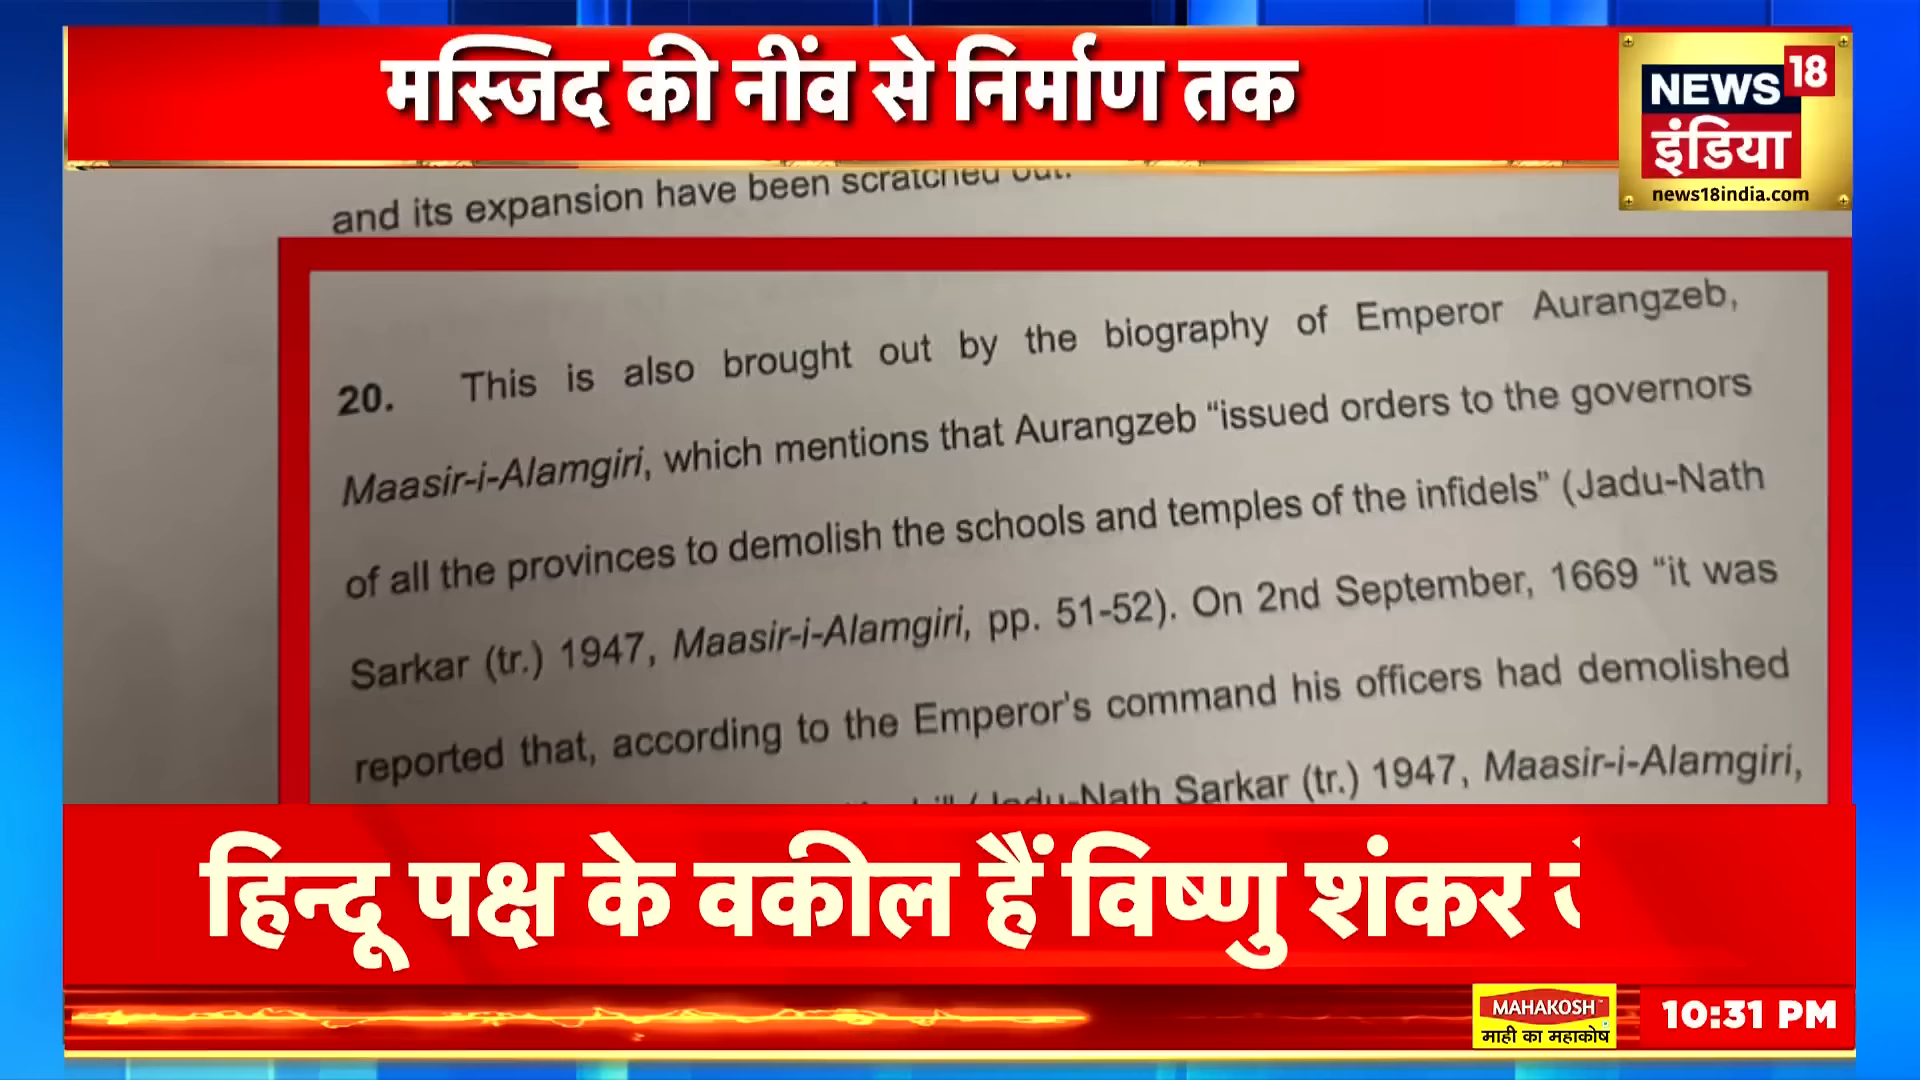 मस्जिद की नींव से निर्माण तक
NEWS 18
इंडिया
news18india.com
and its expansion have been scratched out.
20. This is also brought out by the biography of Emperor Aurangzeb,
Maasir-i-Alamgiri, which mentions that Aurangzeb “issued orders to the governors
of all the provinces to demolish the schools and temples of the infidels” (Jadu-Nath
Sarkar (tr.) 1947, Maasir-i-Alamgiri, pp. 51-52). On 2nd September, 1669 “it was
reported that, according to the Emperor's command his officers had demolished
(Jadu-Nath Sarkar (tr.) 1947, Maasir-i-Alamgiri,
हिन्दू पक्ष के वकील हैं विष्णु शंकर
MAHAKOSH
माही का महाकोष
10:31 PM